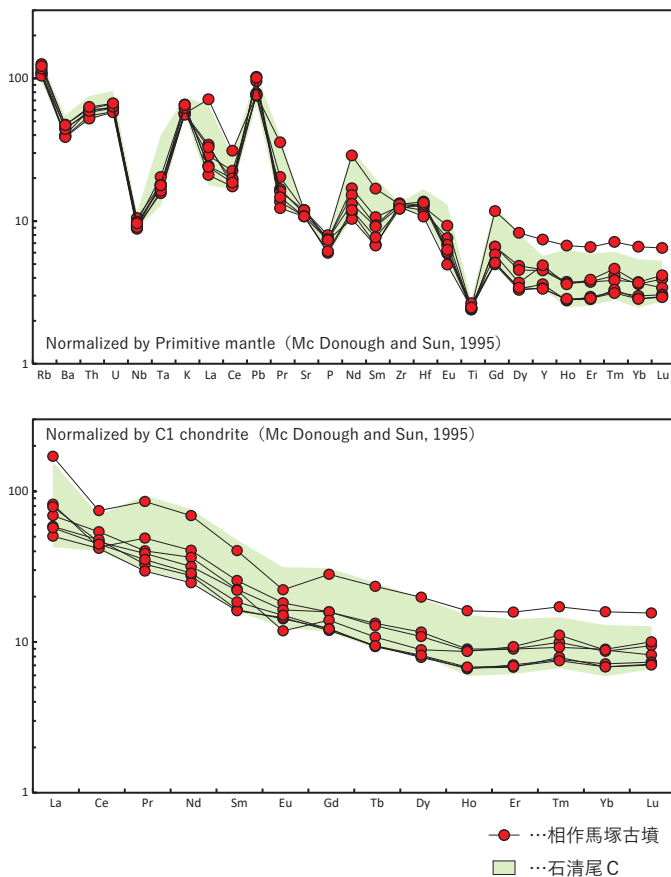 100
10
1
Normalized by Primitive mantle（Mc Donough and Sun, 1995）
Rb Ba Th U Nb Ta K La Ce Pb Pr Sr P Nd Sm Zr Hf Eu Ti Gd Dy Y Ho Er Tm Yb Lu
Normalized by C1 chondrite（Mc Donough and Sun, 1995）
100
10
1
La Ce Pr Nd Sm Eu Gd Tb Dy Ho Er Tm Yb Lu
…相作馬塚古墳
…石清尾 C